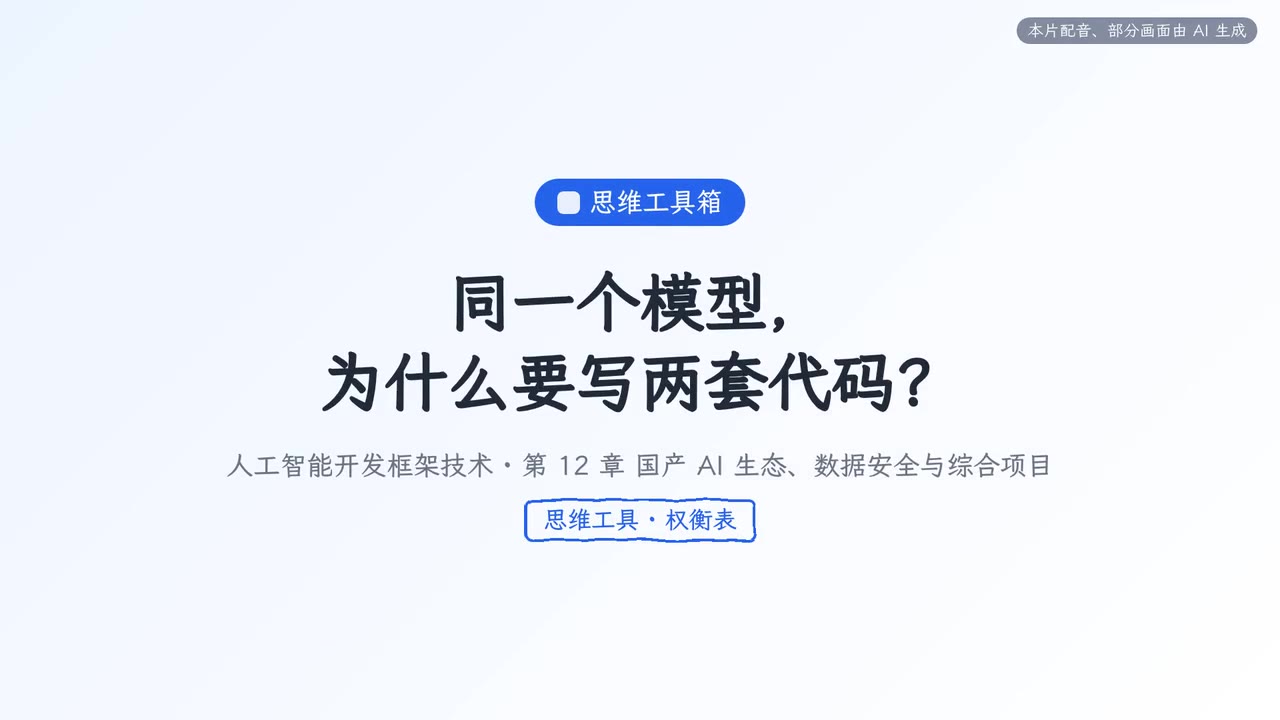 本片配音、部分画面由 AI 生成
思维工具箱
同一个模型，
为什么要写两套代码？
人工智能开发框架技术·第 12 章 国产 AI 生态、数据安全与综合项目
思维工具·权衡表